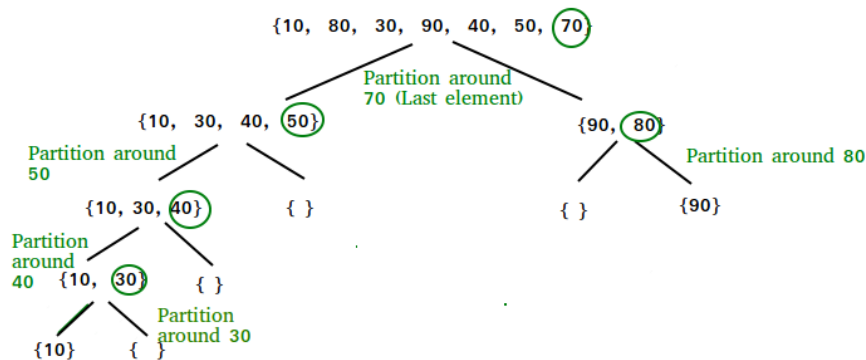 {10, 80, 30, 90, 40, 50, 70}
Partition around
70 (Last element)
{10, 30, 40, 50}
{90, 80}
Partition around
50
Partition around 80
{10, 30, 40}
{ }
{ }
{90}
Partition
around
40
{10, 30}
{ }
Partition
around 30
{10}
{ }